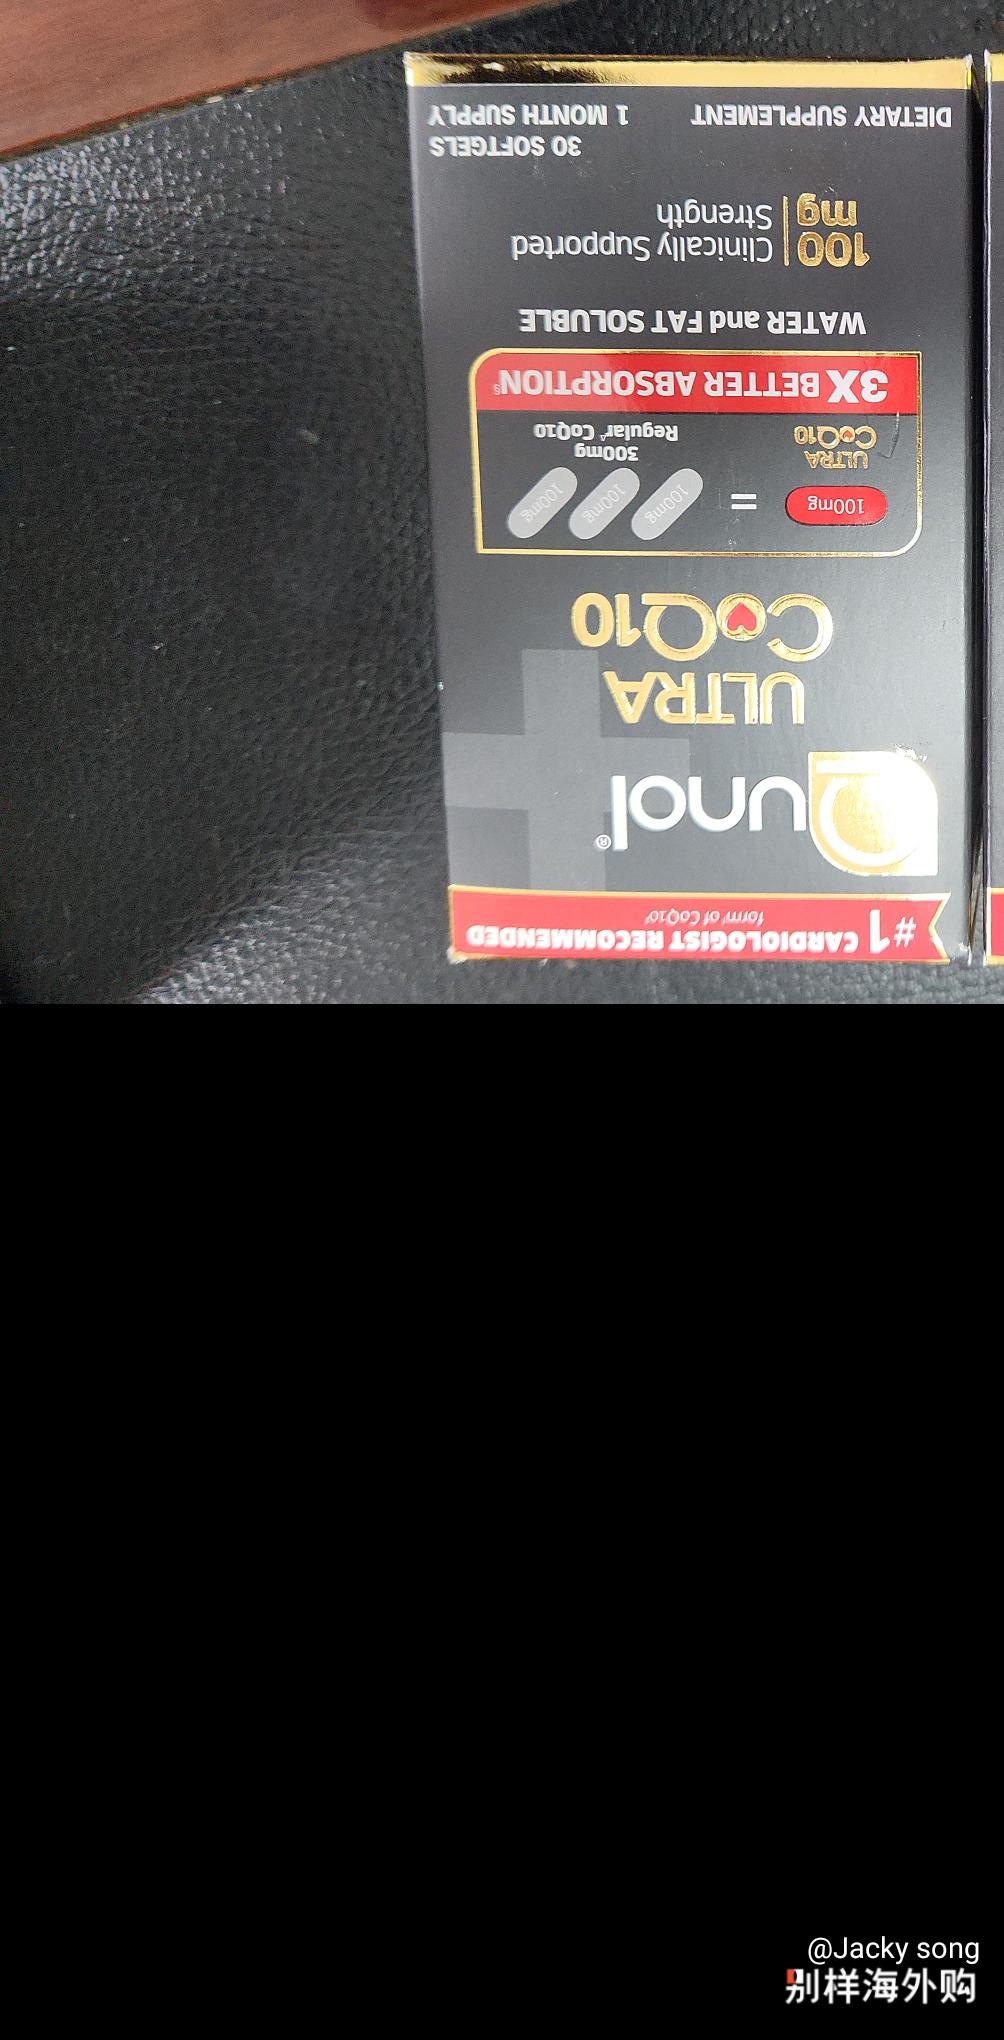 #1 CARDIOLOGIST RECOMMENDED
form† of CoQ10‡
Qunol®
ULTRA
CoQ10
100mg = 100mg 100mg 100mg
ULTRA
CoQ10
300mg
Regular^ CoQ10
3X BETTER ABSORPTION§
WATER and FAT SOLUBLE
100
mg
Clinically Supported
Strength
30 SOFTGELS
DIETARY SUPPLEMENT 1 MONTH SUPPLY
@Jacky song
别样海外购